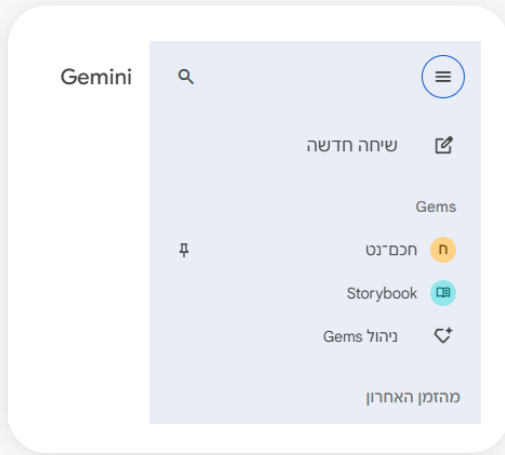 Gemini
שיחה חדשה
Gems
ח חכם־נט
Storybook
ניהול Gems
מהזמן האחרון